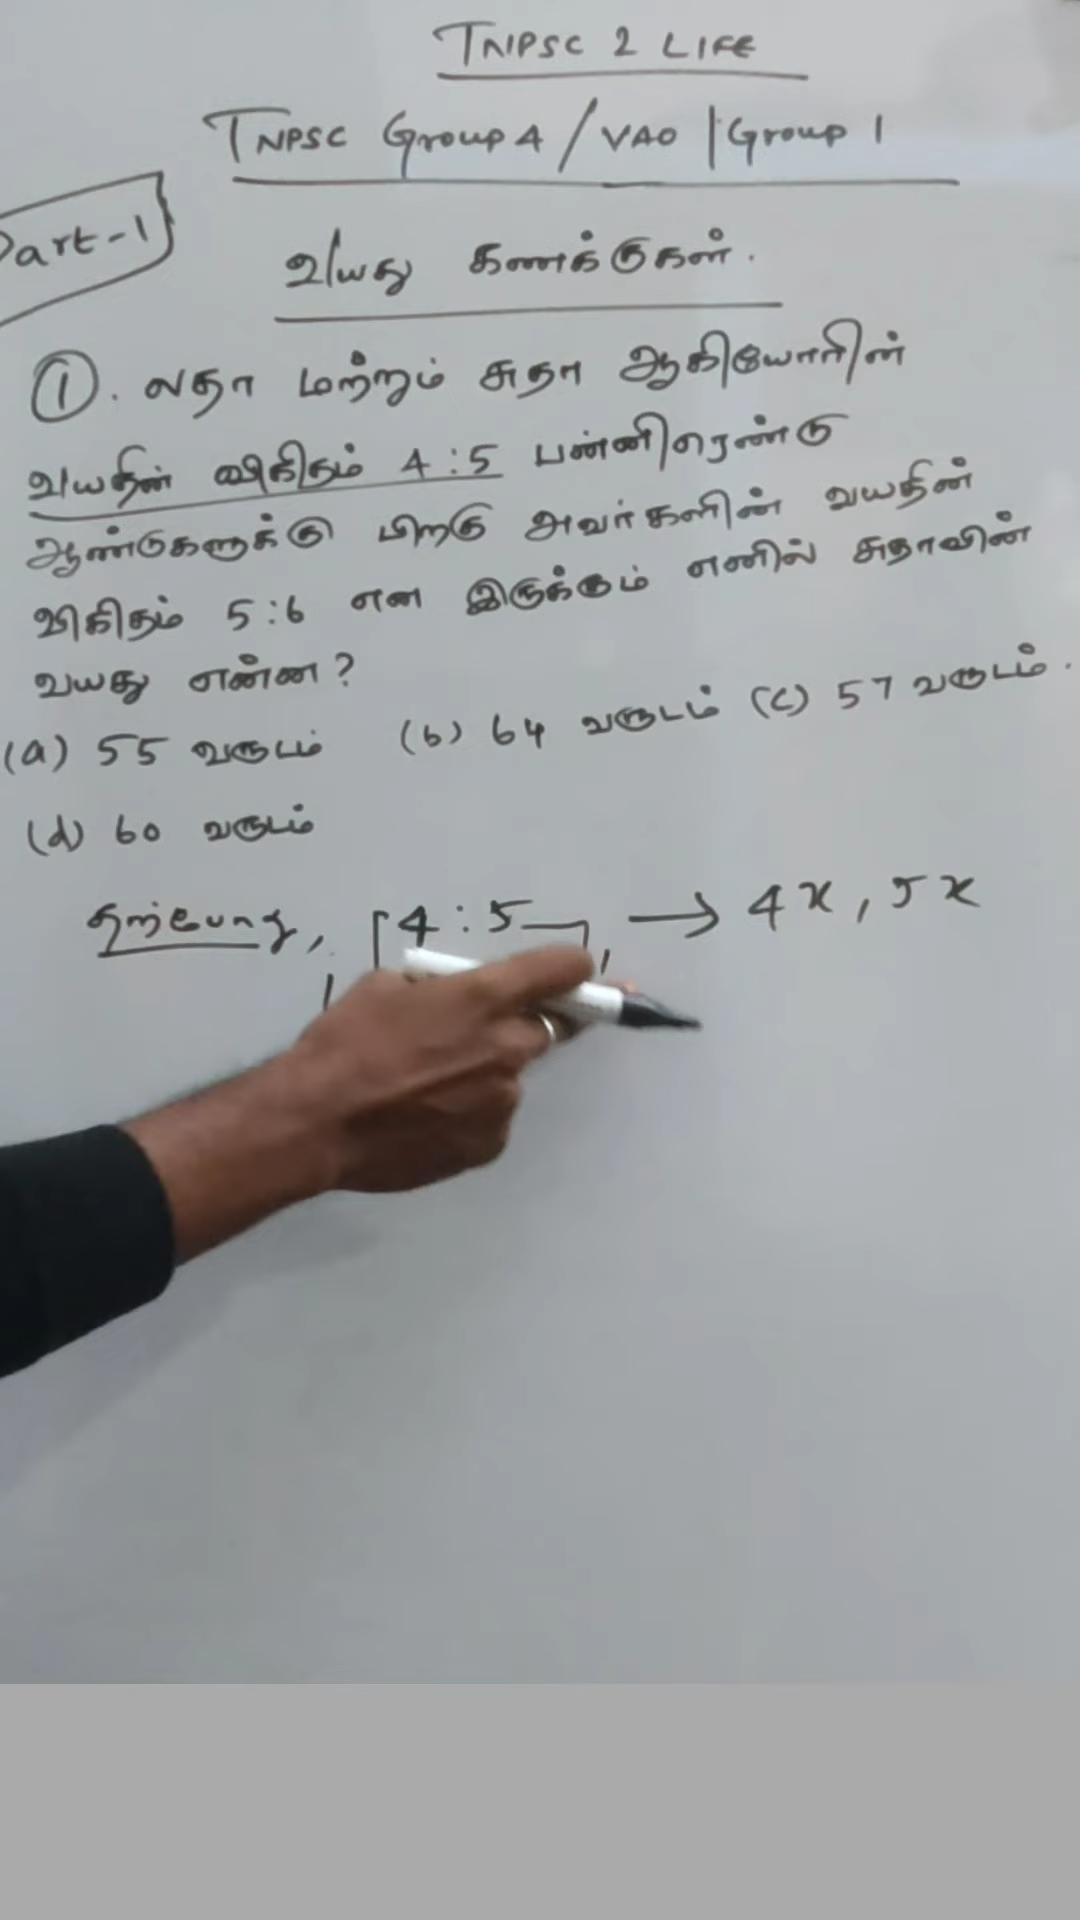 TNPSC 2 LIFE
TNPSC Group 4 / VAO | Group 1
Part-1
வயது கணக்குகள்.
①. லதா மற்றும் சுதா ஆகியோரின்
வயதின் விகிதம் 4:5 பன்னிரெண்டு
ஆண்டுகளுக்கு பிறகு அவர்களின் வயதின்
விகிதம் 5:6 என இருக்கும் எனில் சுதாவின்
வயது என்ன?
(a) 55 வருடம் (b) 64 வருடம் (c) 57 வருடம்.
(d) 60 வருடம்
தற்போது, 4:5 → 4x, 5x